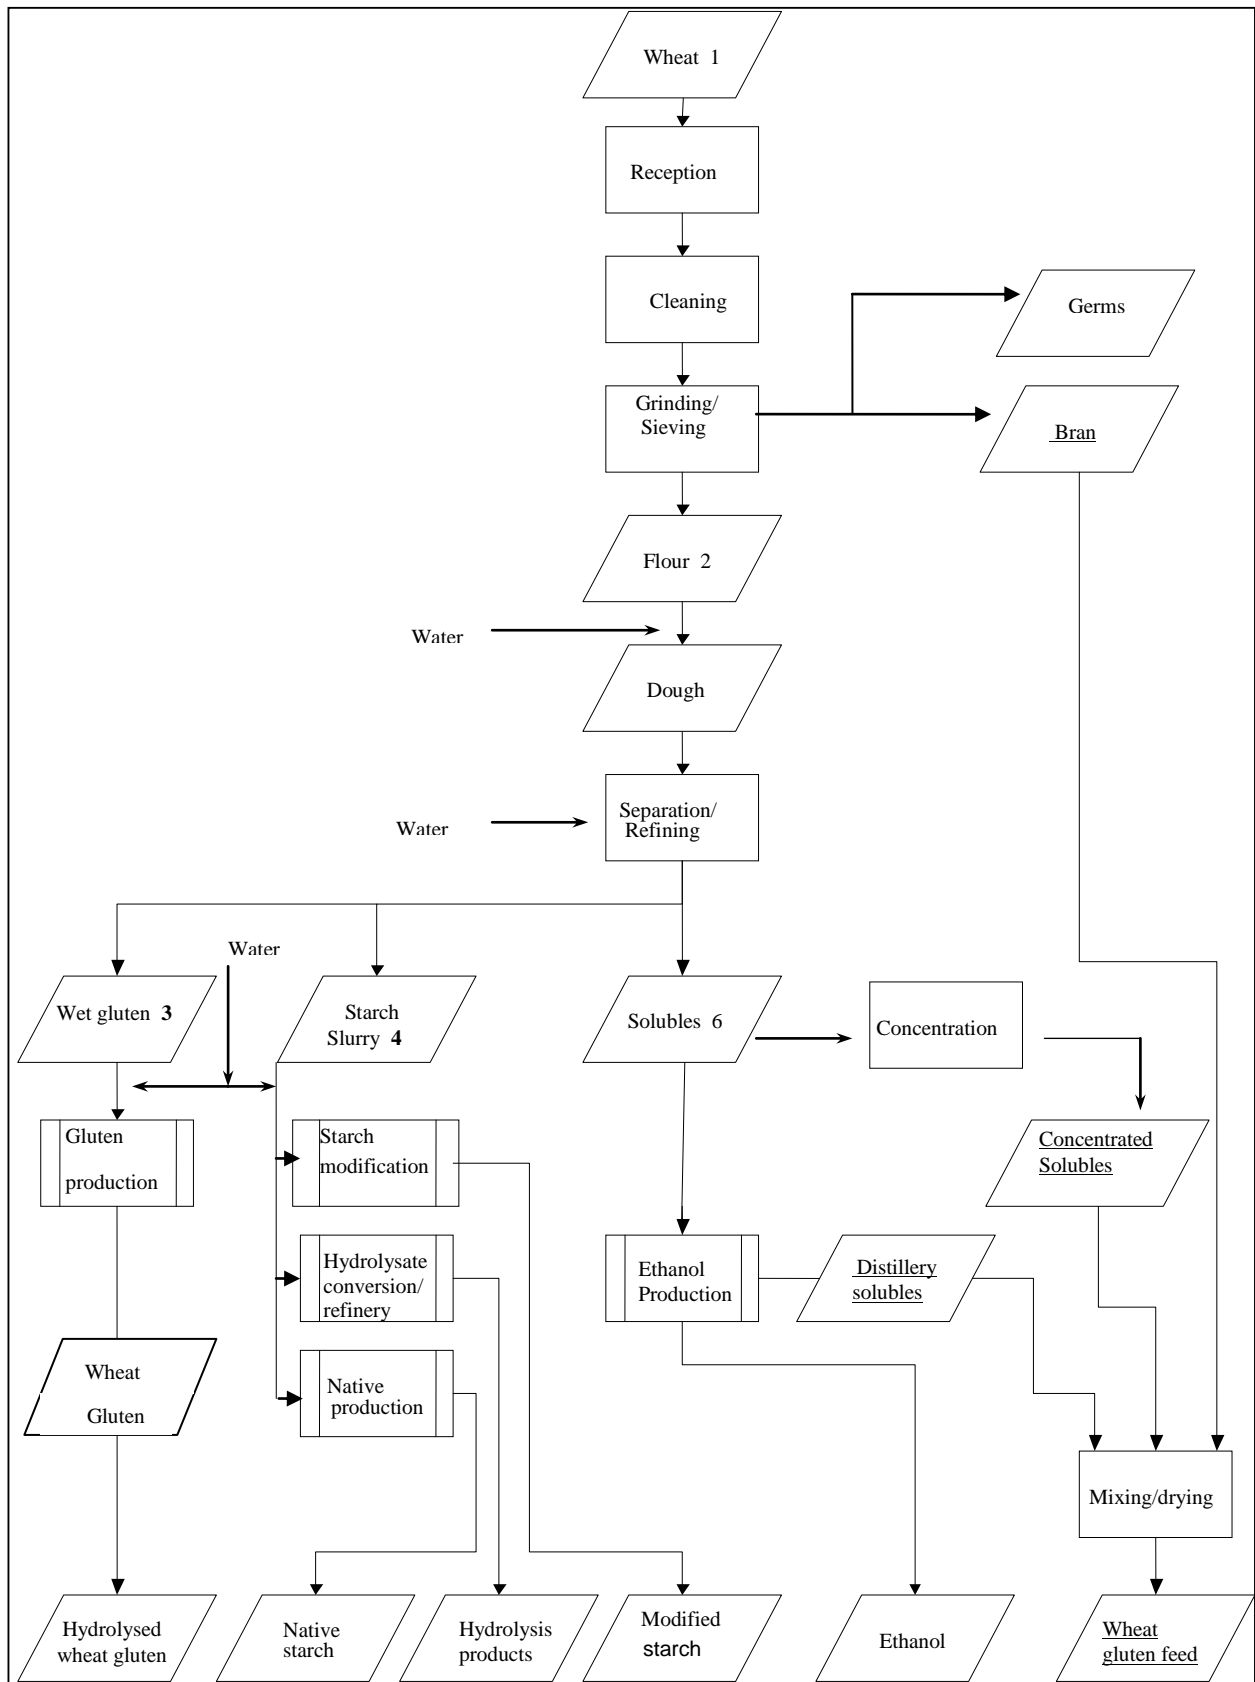 Wheat 1
Reception
Cleaning
Germs
Grinding/
Sieving
Bran
Flour 2
Water
Dough
Separation/
Refining
Water
Water
Wet gluten 3
Starch
Slurry 4
Solubles 6
Concentration
Gluten
production
Starch
modification
Concentrated
Solubles
Hydrolysate
conversion/
refinery
Ethanol
Production
Distillery
solubles
Wheat
Gluten
Native
production
Mixing/drying
Hydrolysed
wheat gluten
Native
starch
Hydrolysis
products
Modified
starch
Ethanol
Wheat
gluten feed